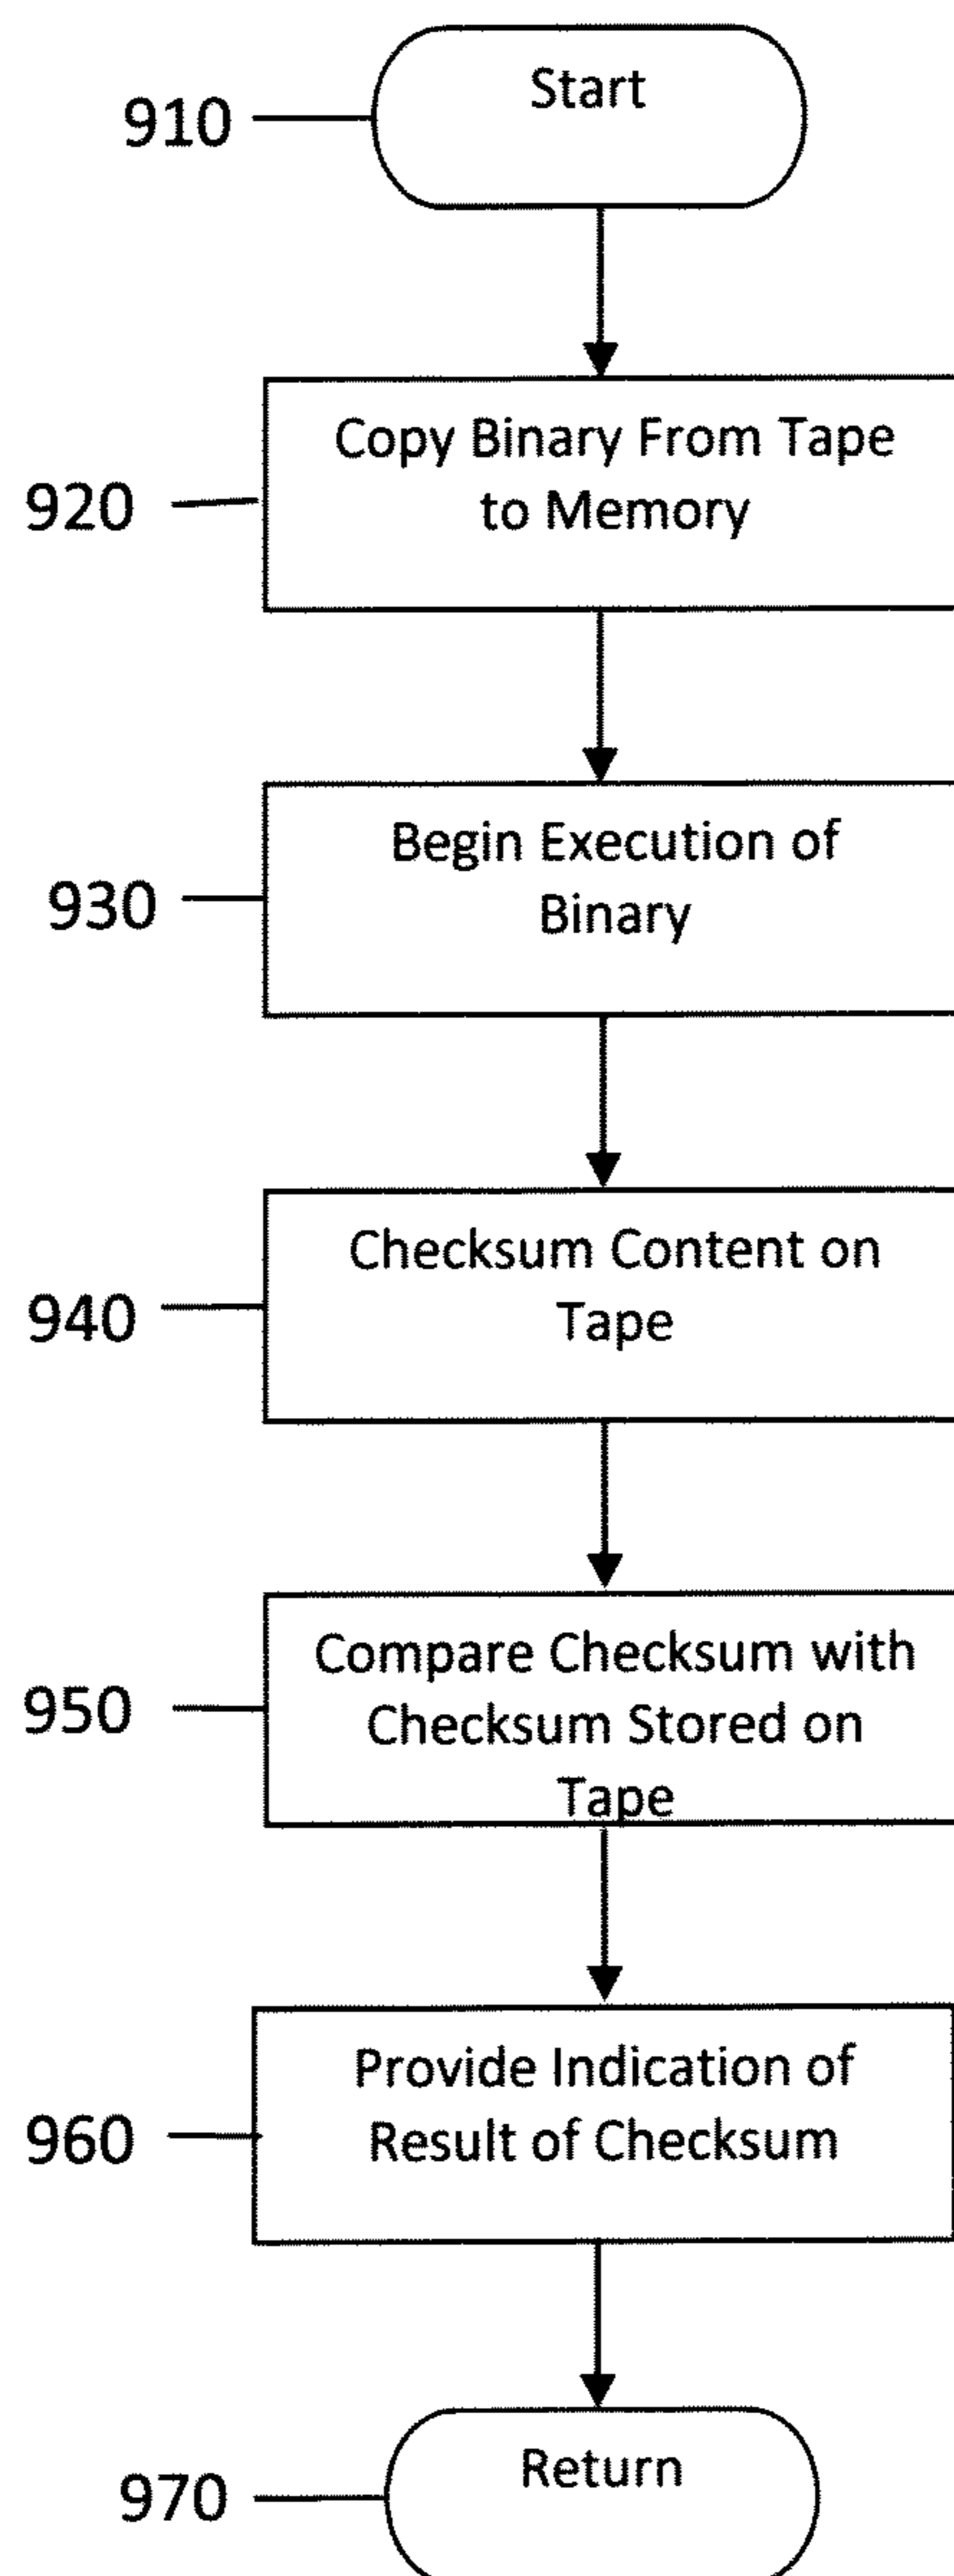 910
Start
920
Copy Binary From Tape
to Memory
930
Begin Execution of
Binary
940
Checksum Content on
Tape
950
Compare Checksum with
Checksum Stored on
Tape
960
Provide Indication of
Result of Checksum
970
Return